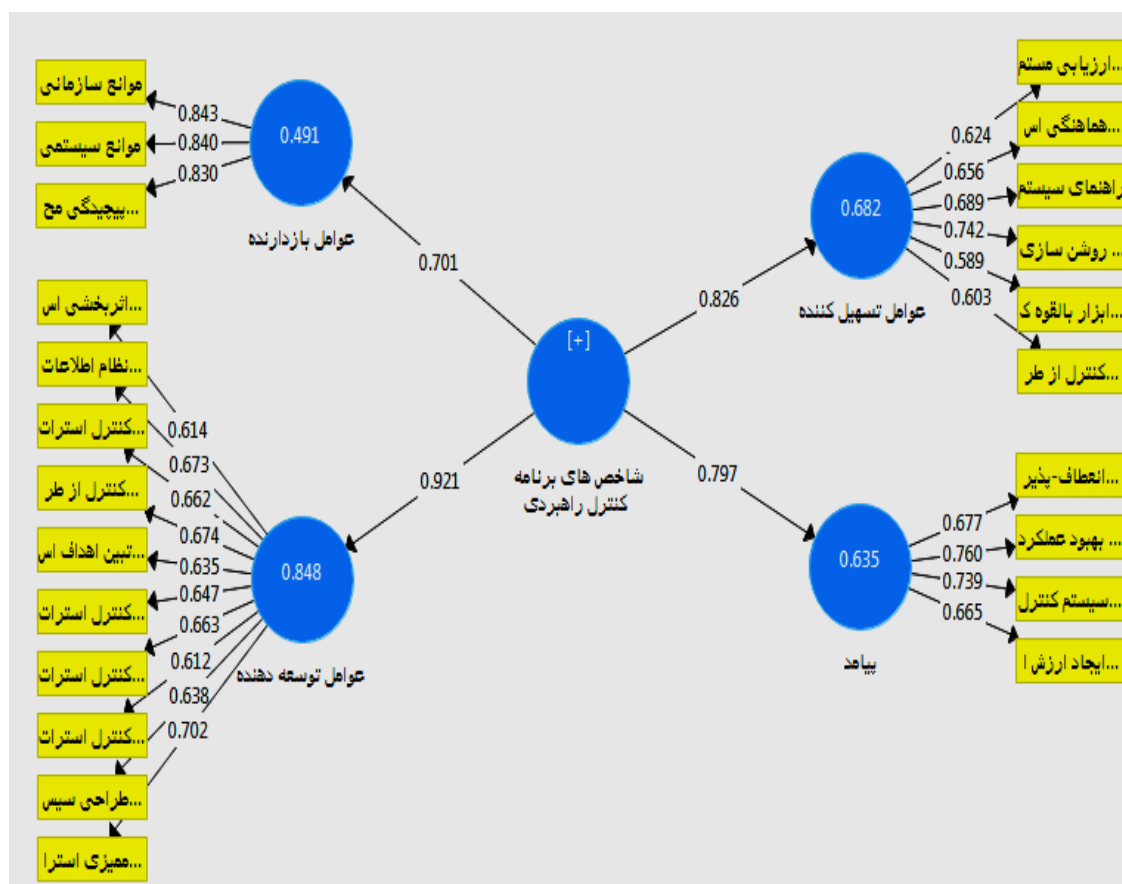 موانع سازمانی
موانع سیستمی
پیچیدگی مح...
0.843
0.840
0.830
0.491
عوامل بازدارنده
0.701
ارزیابی مستم...
هماهنگی اس...
راهنمای سیستم
روشن سازی ...
ابزار بالقوه ک...
کنترل از طر...
0.624
0.656
0.689
0.742
0.589
0.603
0.682
عوامل تسهیل کننده
0.826
[+]
شاخص های برنامه
کنترل راهبردی
0.921
0.797
اثربخشی اس...
نظام اطلاعات...
کنترل استرات...
کنترل از طر...
تبین اهداف اس...
کنترل استرات...
کنترل استرات...
کنترل استرات...
طراحی سیس...
ممیزی استرا...
0.614
0.673
0.662
0.674
0.635
0.647
0.663
0.612
0.638
0.702
0.848
عوامل توسعه دهنده
انعطاف-پذیر...
بهبود عملکرد ...
سیستم کنترل...
ایجاد ارزش ا...
0.677
0.760
0.739
0.665
0.635
پیامد